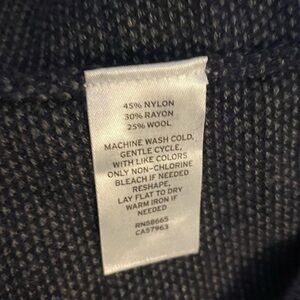 45% NYLON
30% RAYON
25% WOOL
MACHINE WASH COLD,
GENTLE CYCLE,
WITH LIKE COLORS
ONLY NON-CHLORINE
BLEACH IF NEEDED
RESHAPE,
LAY FLAT TO DRY
WARM IRON IF
NEEDED
RN58665
CA57963